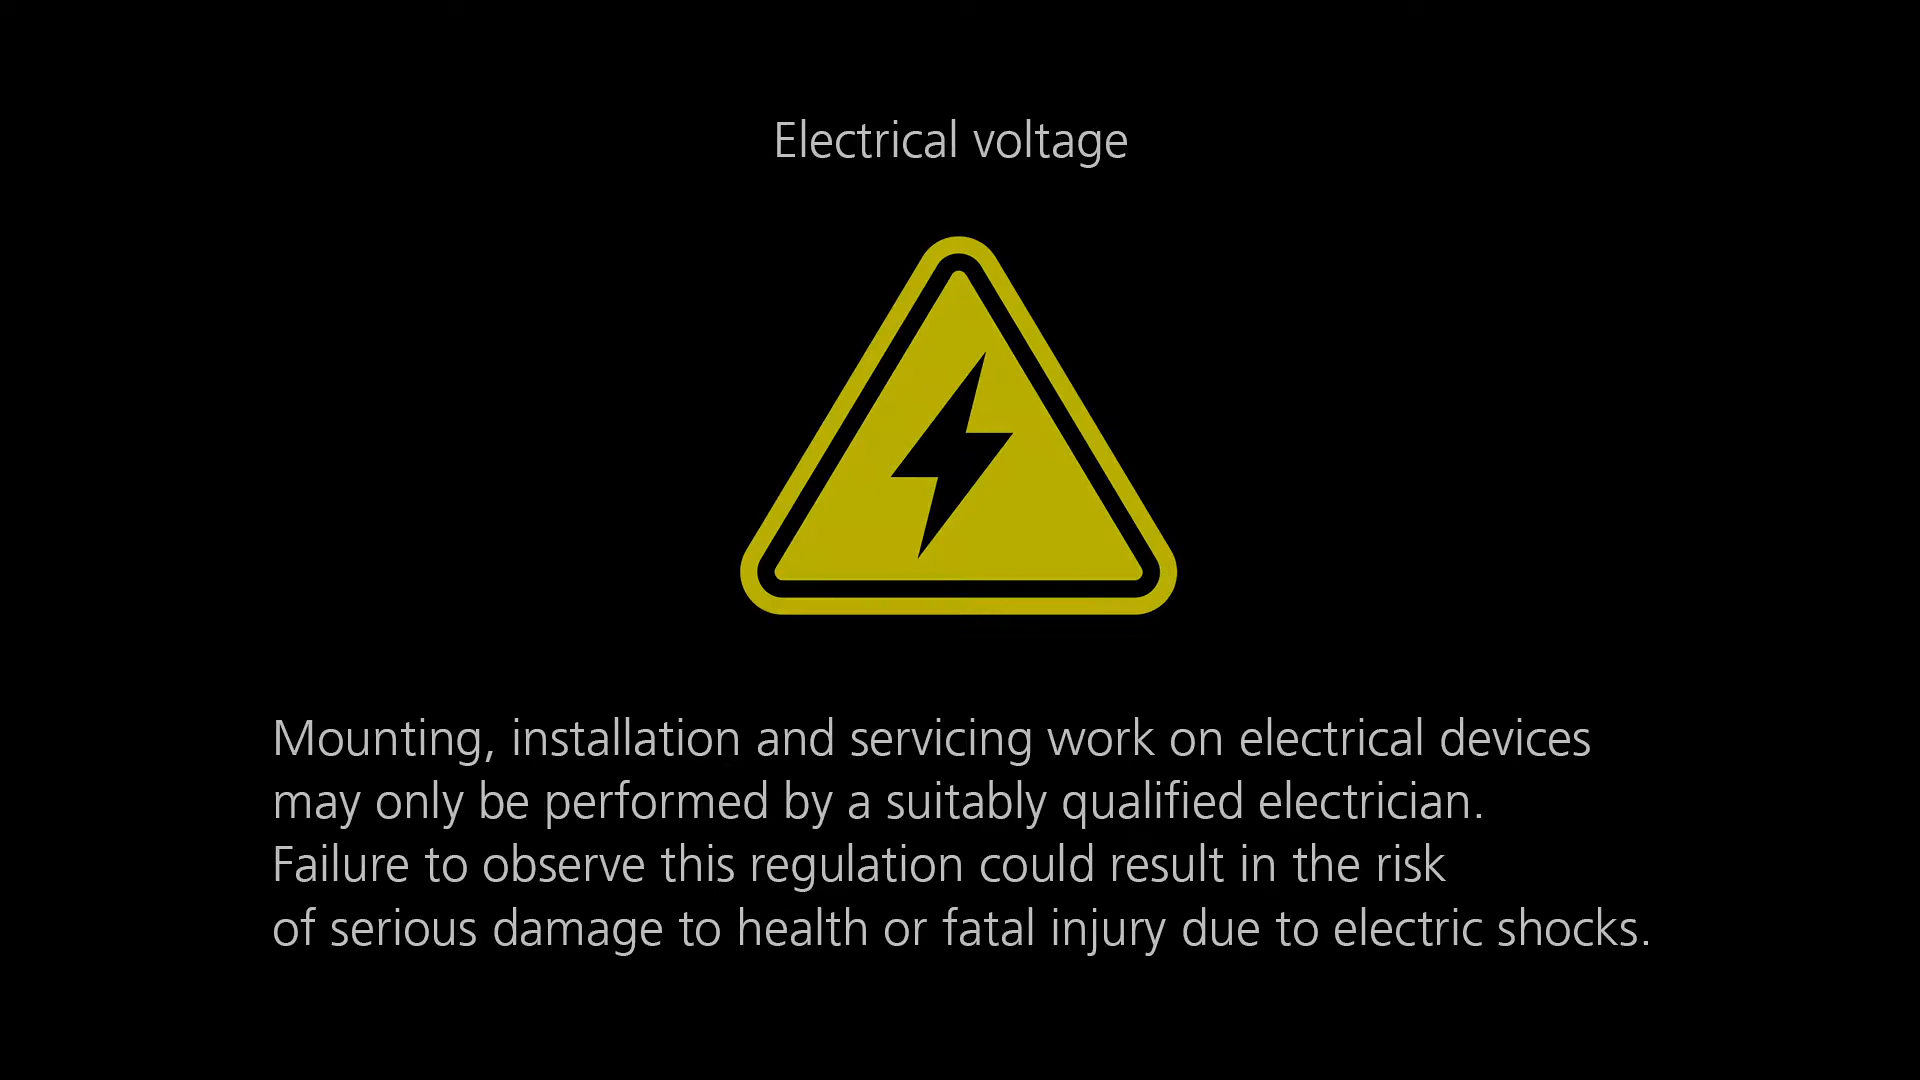 Electrical voltage
Mounting, installation and servicing work on electrical devices
may only be performed by a suitably qualified electrician.
Failure to observe this regulation could result in the risk
of serious damage to health or fatal injury due to electric shocks.